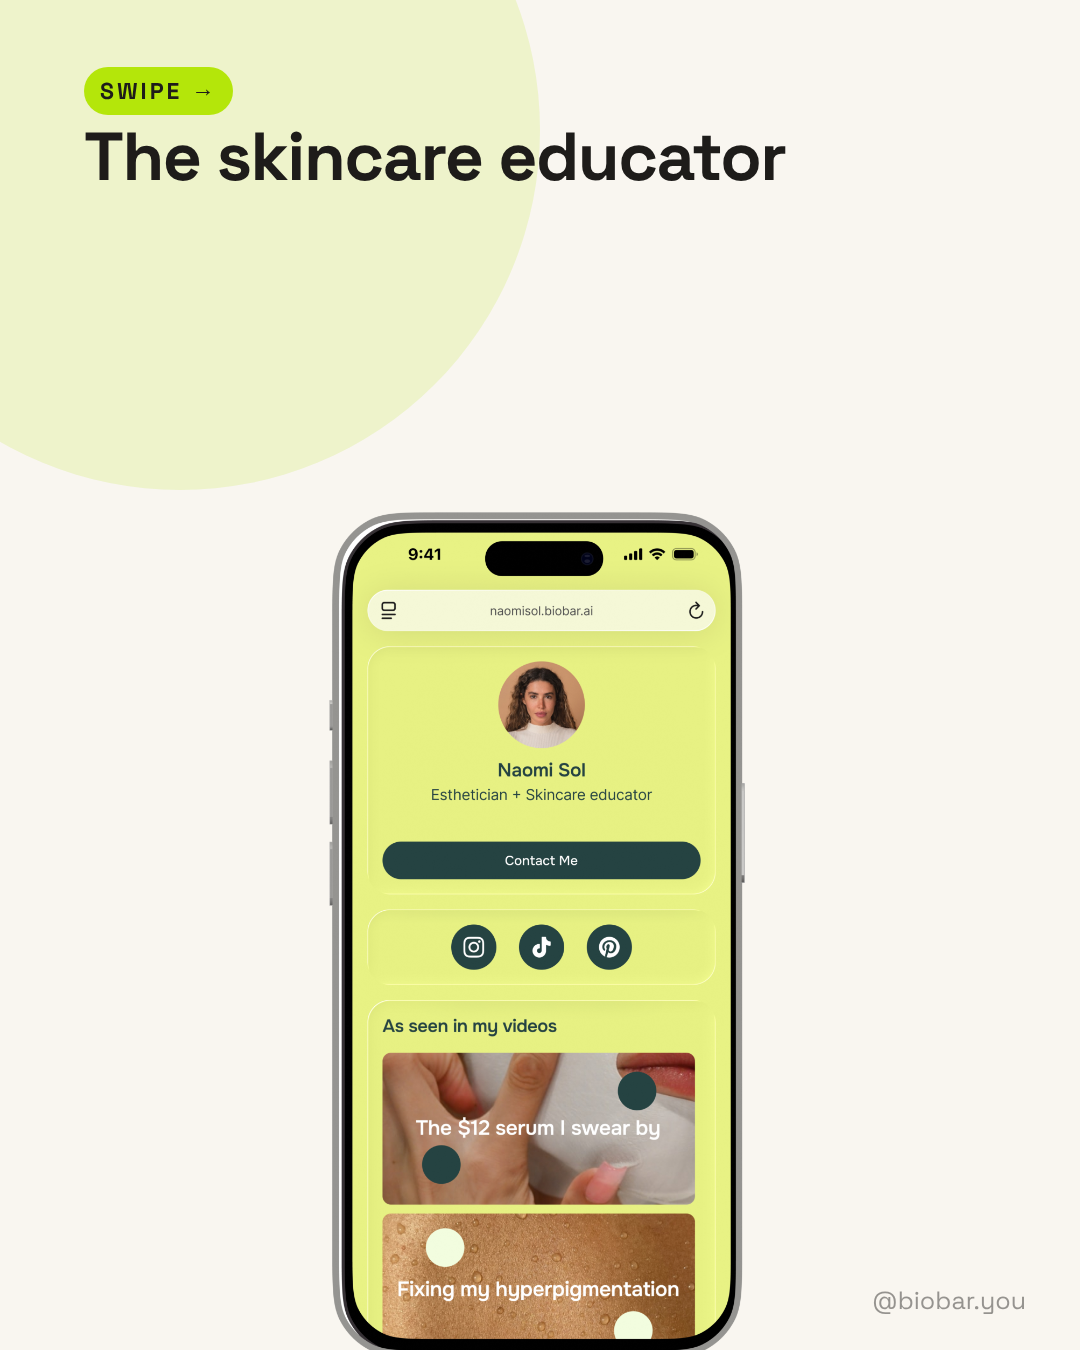 SWIPE →
The skincare educator
9:41
naomisol.biobar.ai
Naomi Sol
Esthetician + Skincare educator
Contact Me
As seen in my videos
The $12 serum I swear by
Fixing my hyperpigmentation
@biobar.you